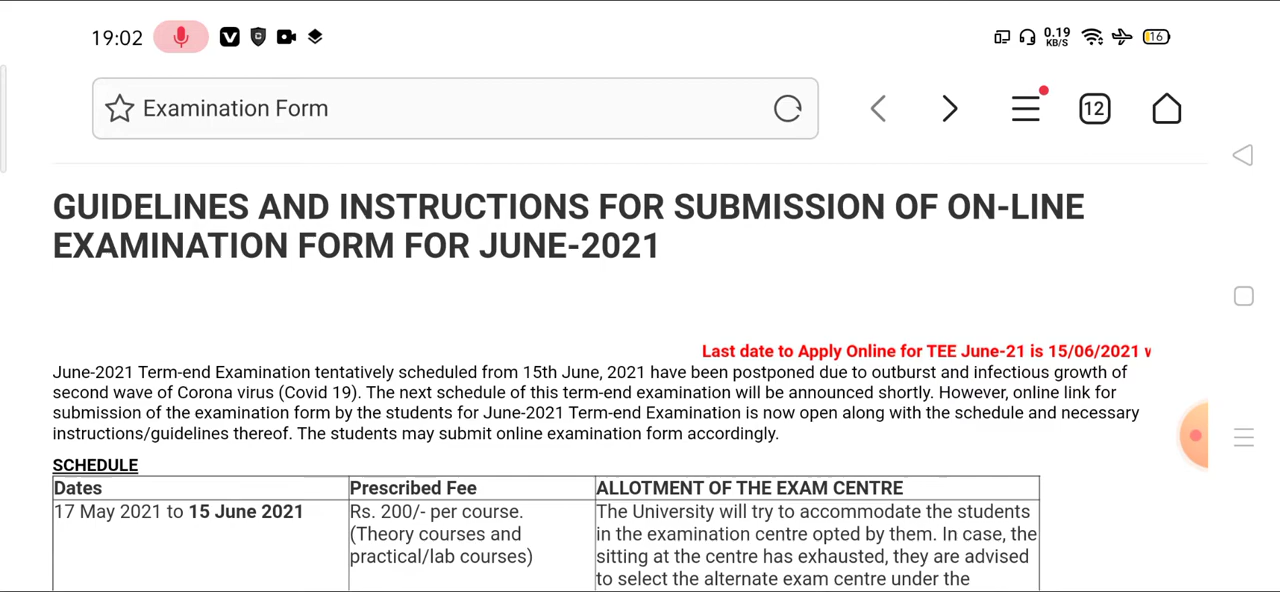 19:02
0.19
KB/S
16
Examination Form
12
GUIDELINES AND INSTRUCTIONS FOR SUBMISSION OF ON-LINE
EXAMINATION FORM FOR JUNE-2021
Last date to Apply Online for TEE June-21 is 15/06/2021
June-2021 Term-end Examination tentatively scheduled from 15th June, 2021 have been postponed due to outburst and infectious growth of
second wave of Corona virus (Covid 19). The next schedule of this term-end examination will be announced shortly. However, online link for
submission of the examination form by the students for June-2021 Term-end Examination is now open along with the schedule and necessary
instructions/guidelines thereof. The students may submit online examination form accordingly.
SCHEDULE
Dates Prescribed Fee ALLOTMENT OF THE EXAM CENTRE
17 May 2021 to 15 June 2021 Rs. 200/- per course. The University will try to accommodate the students
(Theory courses and in the examination centre opted by them. In case, the
practical/lab courses) sitting at the centre has exhausted, they are advised
to select the alternate exam centre under the